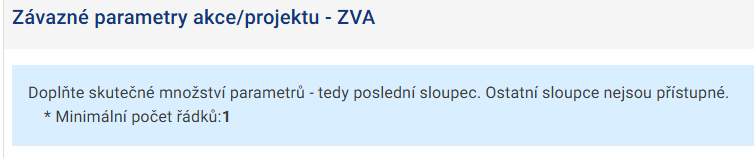 Závazné parametry akce/projektu - ZVA
Doplňte skutečné množství parametrů - tedy poslední sloupec. Ostatní sloupce nejsou přístupné.
* Minimální počet řádků:1